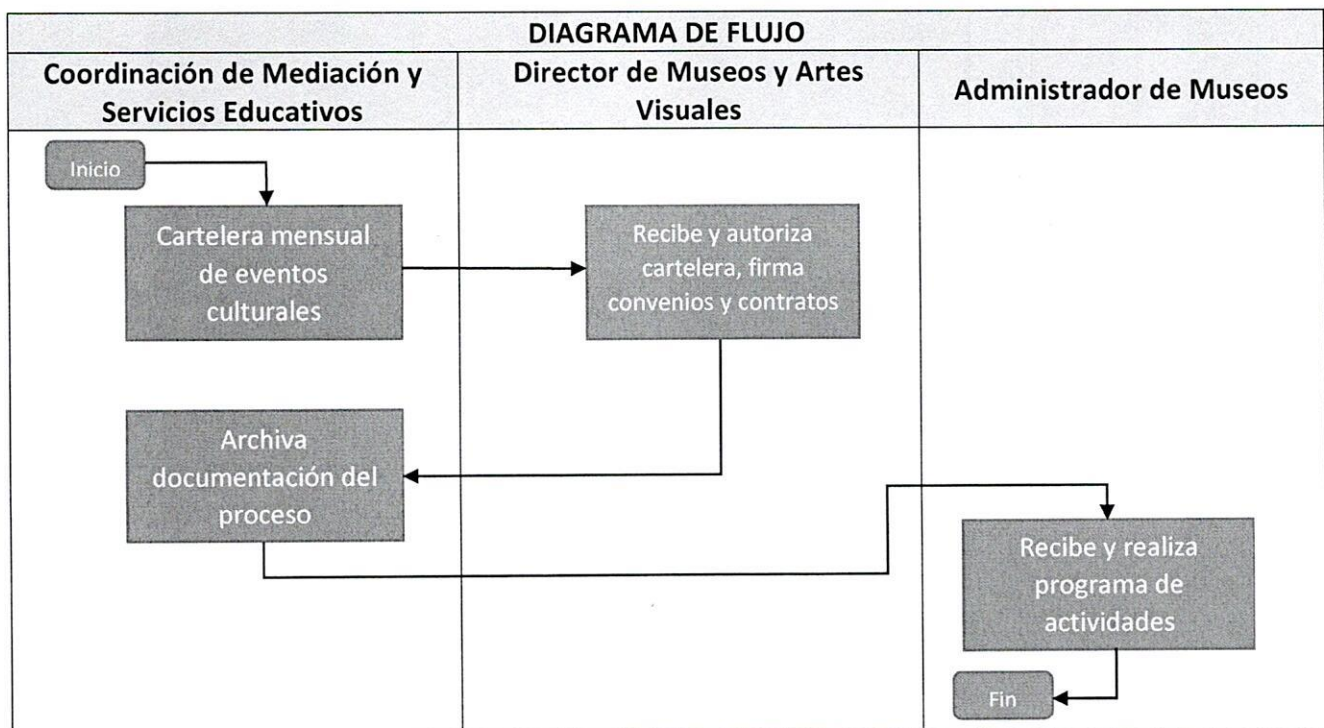 DIAGRAMA DE FLUJO
Coordinación de Mediación y
Servicios Educativos
Director de Museos y Artes
Visuales
Administrador de Museos
Inicio
Cartelera mensual
de eventos
culturales
Recibe y autoriza
cartelera, firma
convenios y contratos
Archiva
documentación del
proceso
Recibe y realiza
programa de
actividades
Fin